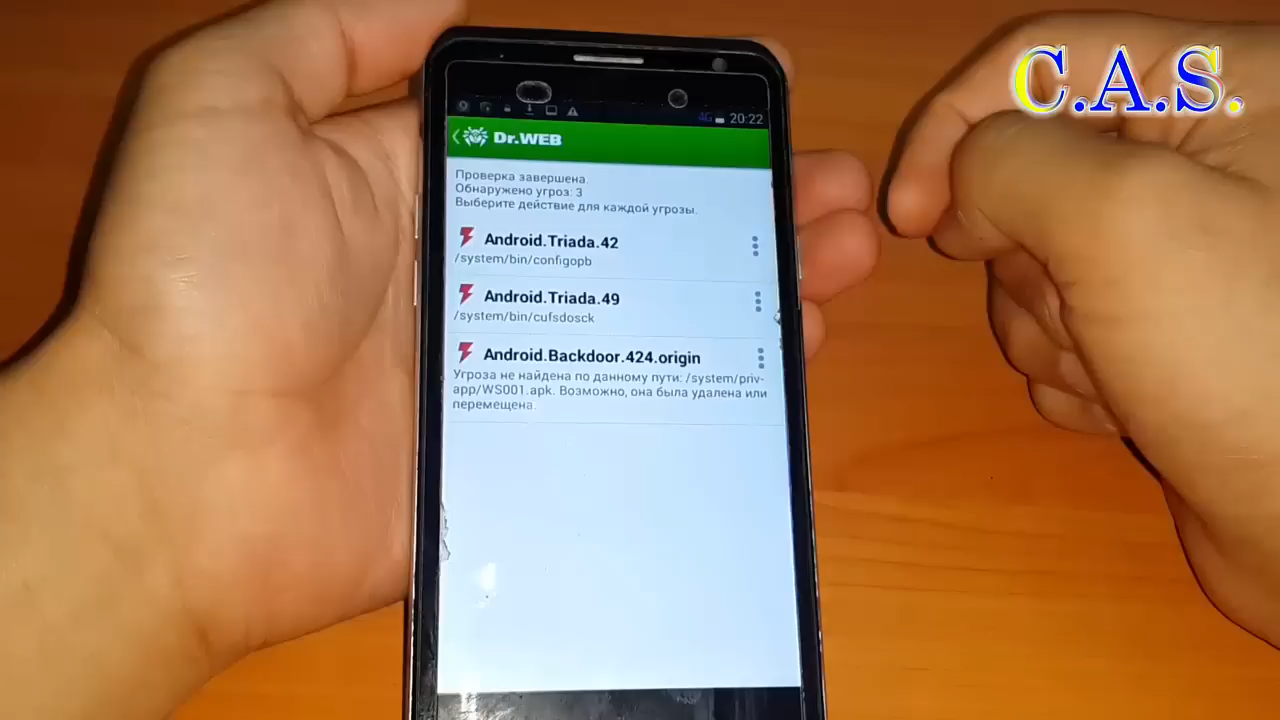 C.A.S.
4G 20:22
Dr.WEB
Проверка завершена.
Обнаружено угроз: 3
Выберите действие для каждой угрозы.
Android.Triada.42
/system/bin/configopb
Android.Triada.49
/system/bin/cufsdosck
Android.Backdoor.424.origin
Угроза не найдена по данному пути: /system/priv-
app/WS001.apk. Возможно, она была удалена или
перемещена.